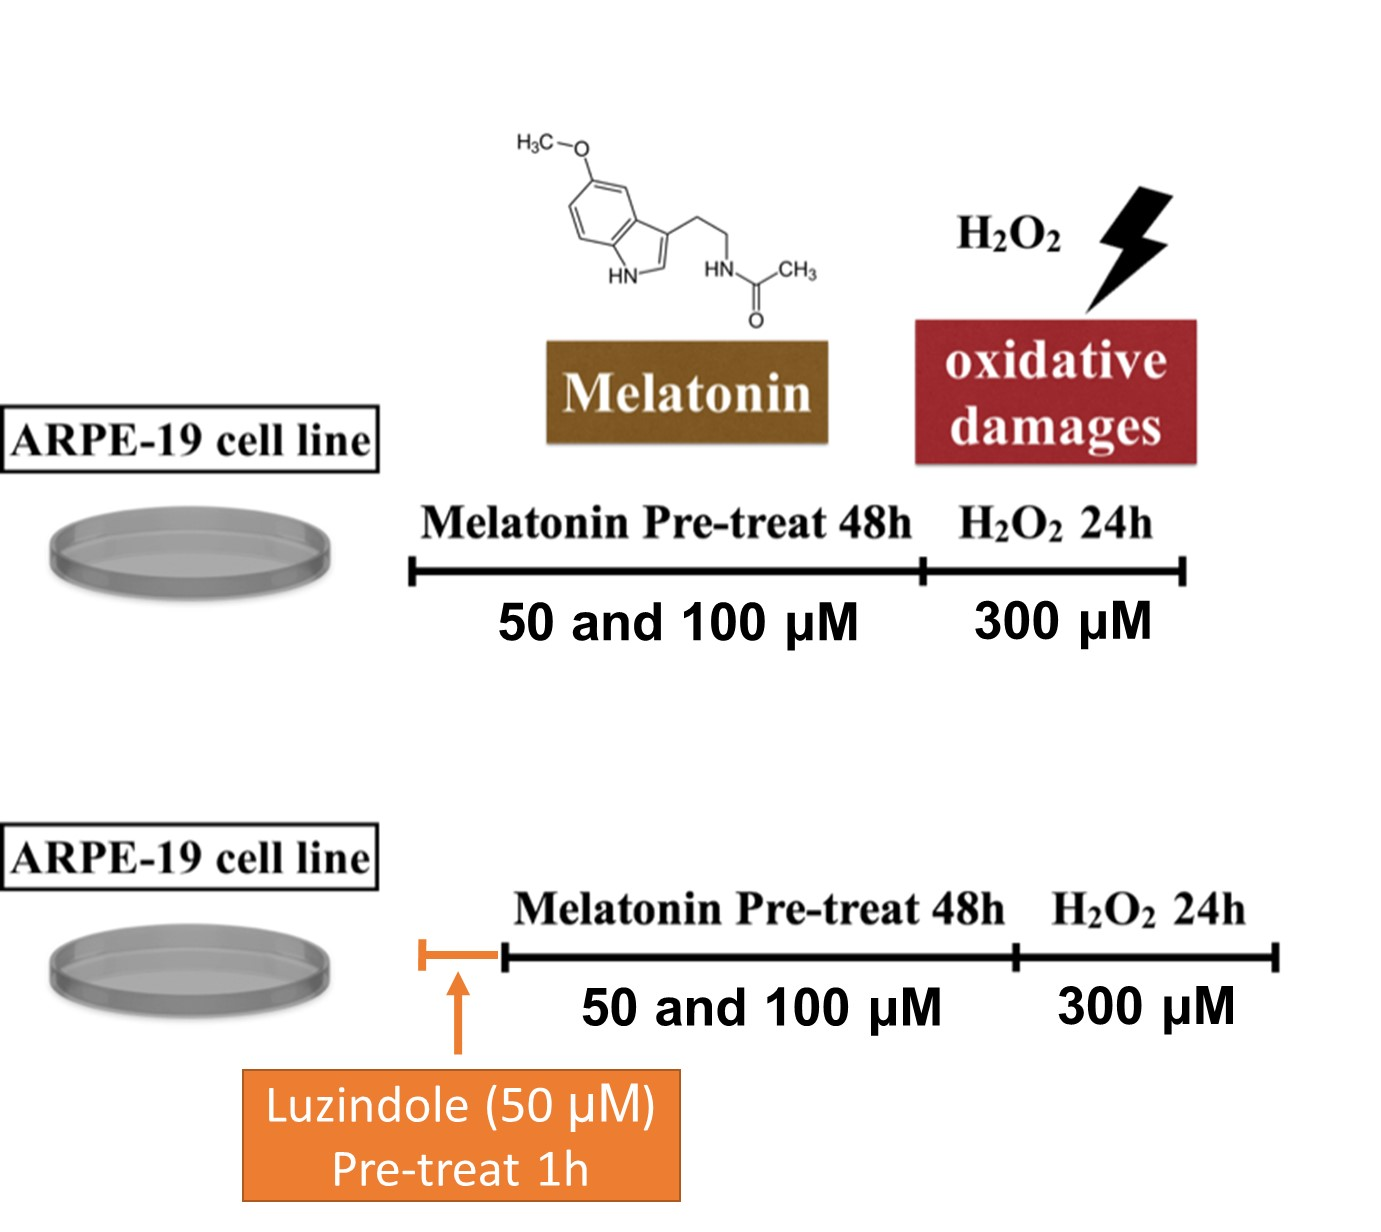 H₃C
O
HN
HN
CH₃
O
H₂O₂
Melatonin
oxidative
damages
ARPE-19 cell line
Melatonin Pre-treat 48h
H₂O₂ 24h
50 and 100 µM
300 µM
ARPE-19 cell line
Melatonin Pre-treat 48h
H₂O₂ 24h
50 and 100 µM
300 µM
Luzindole (50 µM)
Pre-treat 1h